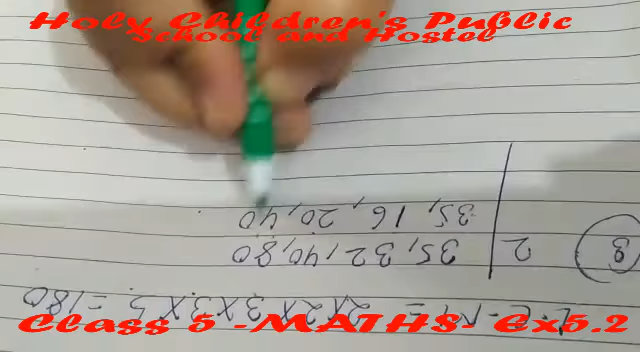 Holy Children's Public
School and Hostel
L.C.M = 2x2x3x3x5 = 180
2 35, 32, 40, 80
35, 16, 20, 40
Class 5 -MATHS- Ex5.2